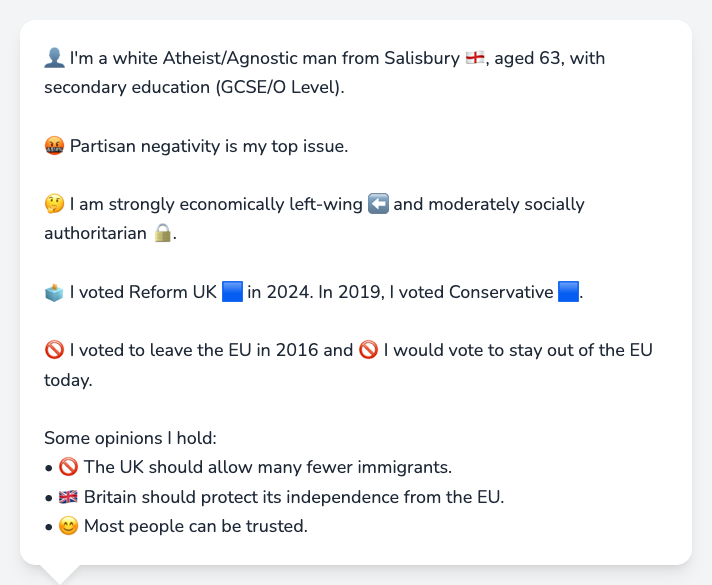 👤 I'm a white Atheist/Agnostic man from Salisbury 🏴󠁧󠁢󠁥󠁮󠁧󠁿, aged 63, with
secondary education (GCSE/O Level).
🤬 Partisan negativity is my top issue.
🤔 I am strongly economically left-wing ⬅️ and moderately socially
authoritarian 🔒.
🗳️ I voted Reform UK 🟦 in 2024. In 2019, I voted Conservative 🟦.
🚫 I voted to leave the EU in 2016 and 🚫 I would vote to stay out of the EU
today.
Some opinions I hold:
• 🚫 The UK should allow many fewer immigrants.
• 🇬🇧 Britain should protect its independence from the EU.
• 😊 Most people can be trusted.